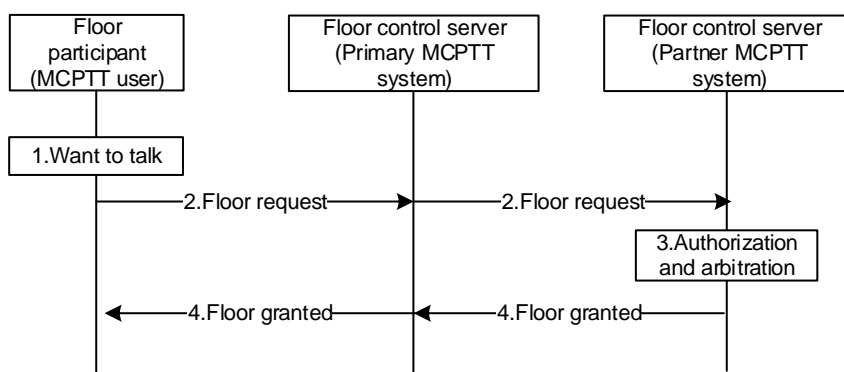 Floor
participant
(MCPTT user)
Floor control server
(Primary MCPTT
system)
Floor control server
(Partner MCPTT
system)
1.Want to talk
2.Floor request
2.Floor request
3.Authorization
and arbitration
4.Floor granted
4.Floor granted